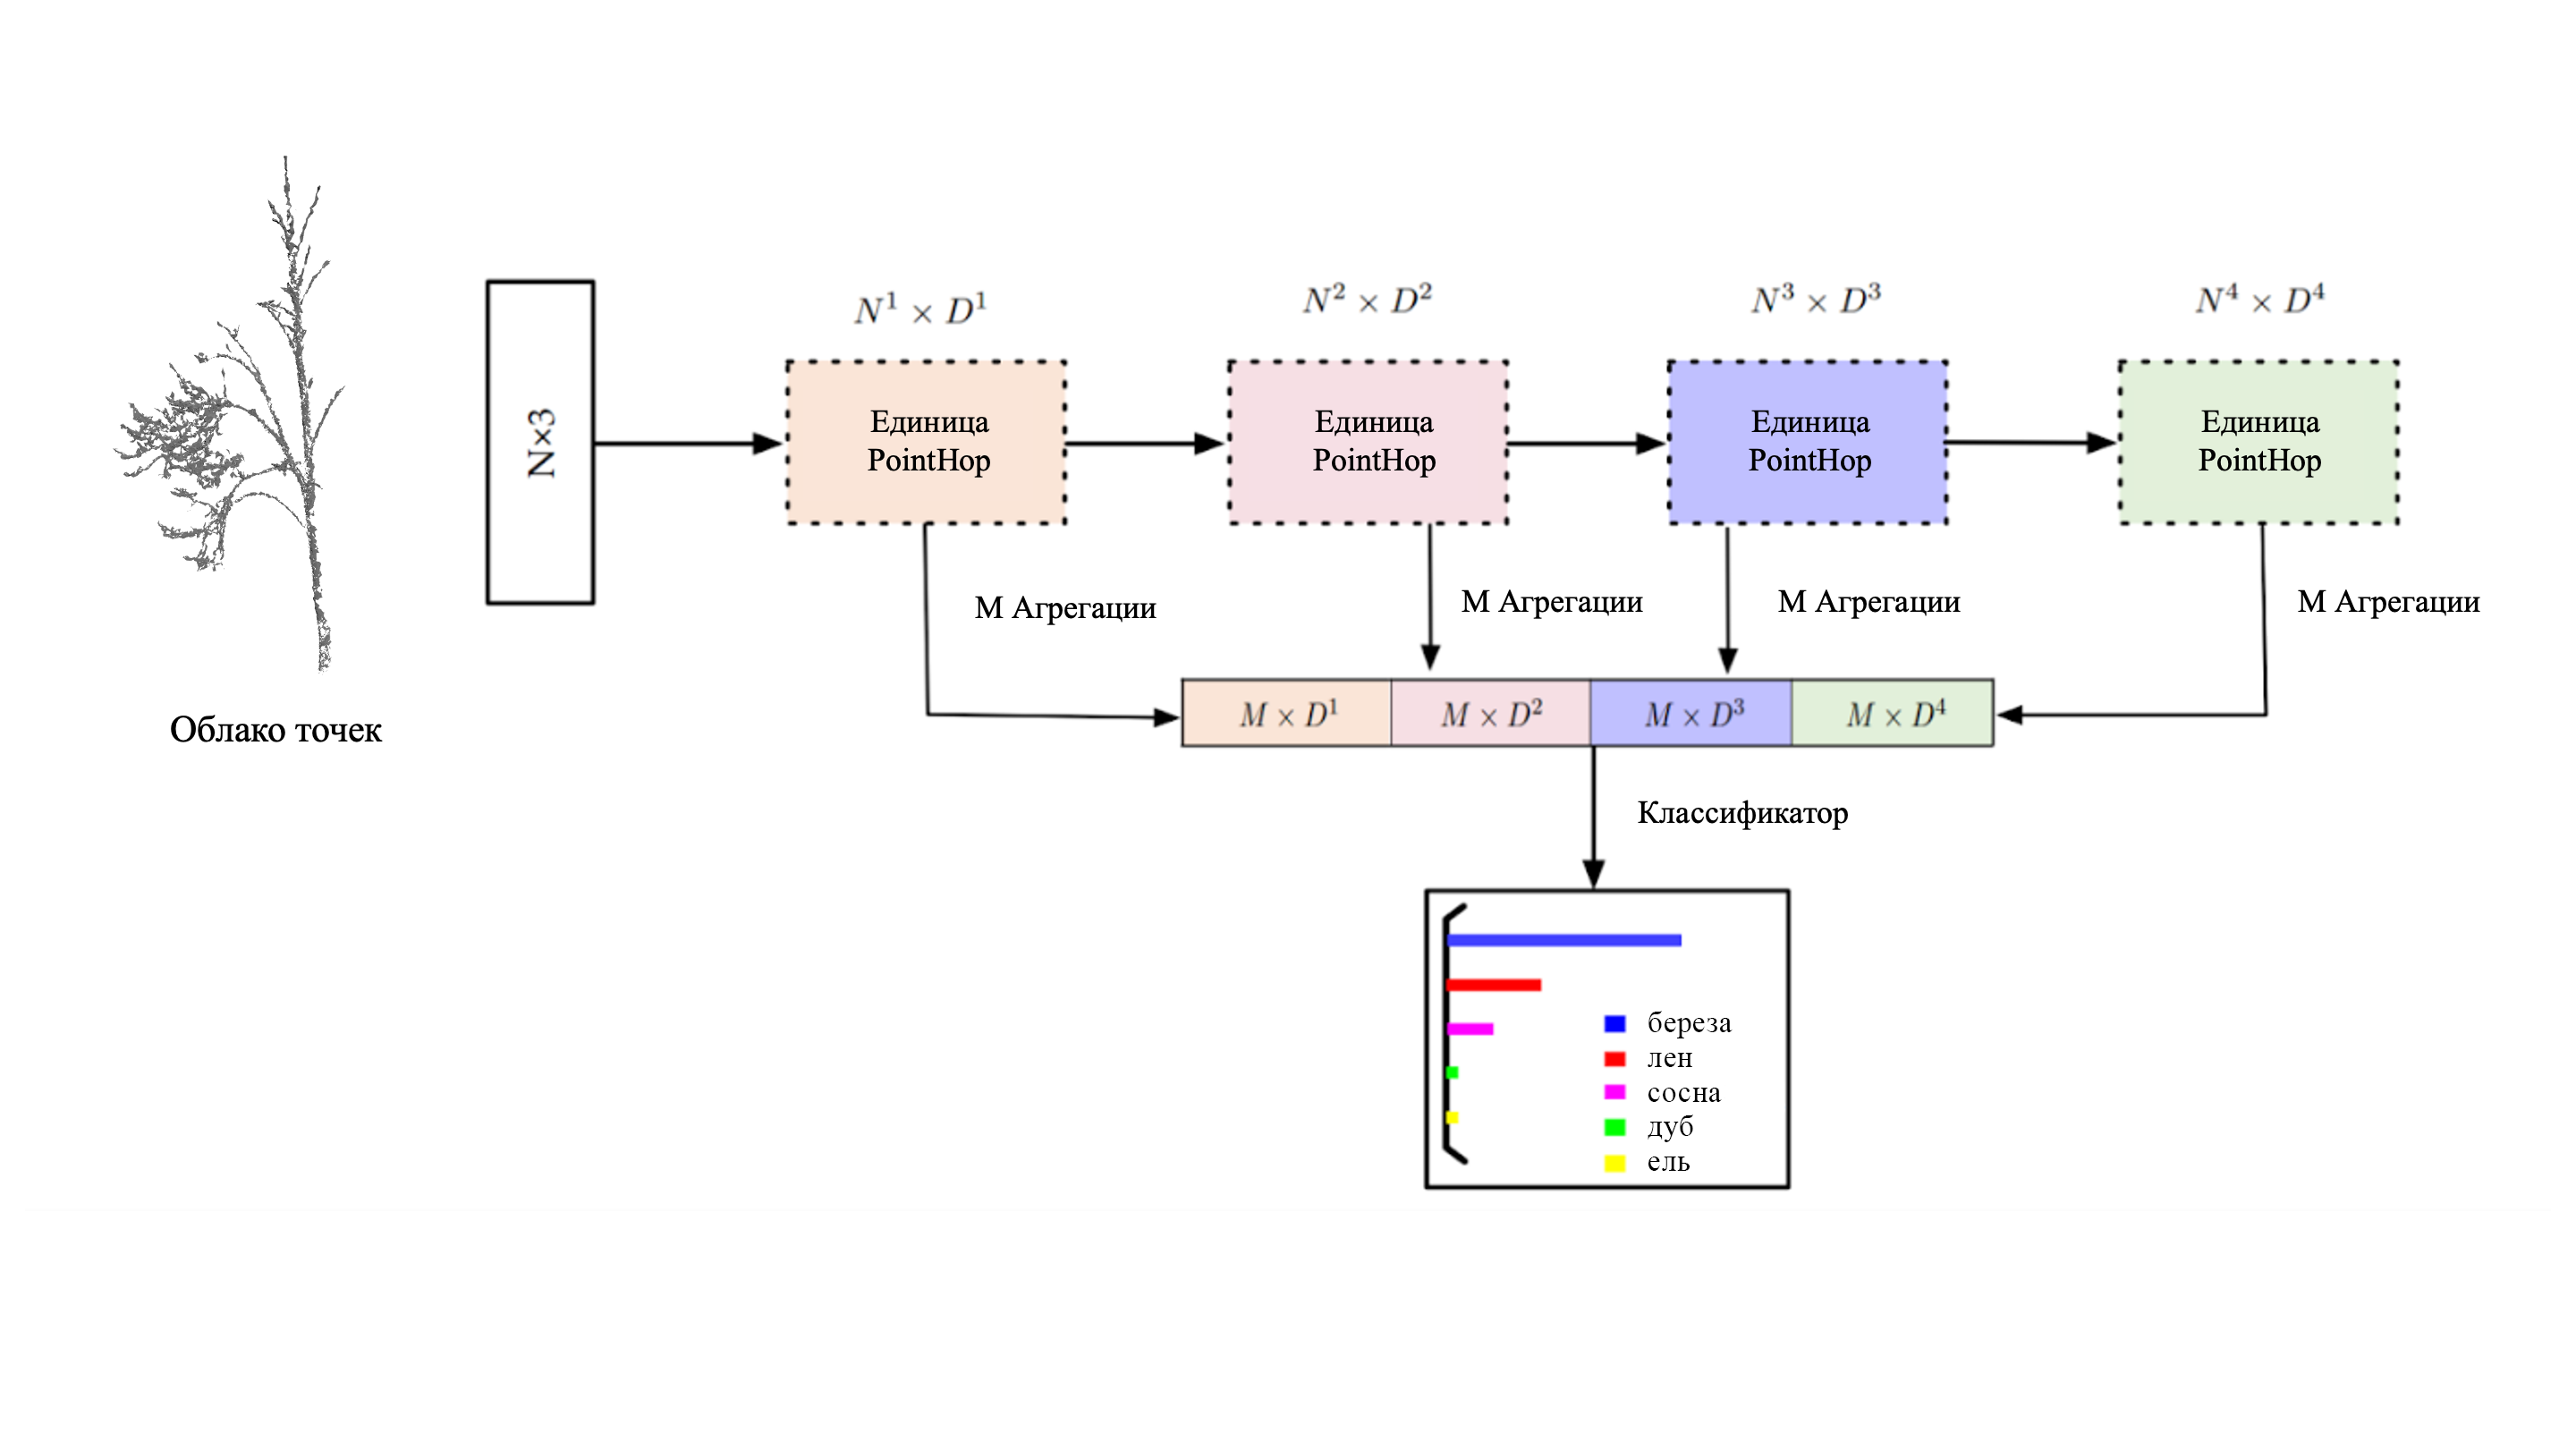 N×3
N¹ × D¹
N² × D²
N³ × D³
N⁴ × D⁴
Единица
PointHop
Единица
PointHop
Единица
PointHop
Единица
PointHop
М Агрегации
М Агрегации
М Агрегации
М Агрегации
Облако точек
M × D¹
M × D²
M × D³
M × D⁴
Классификатор
береза
лен
сосна
дуб
ель